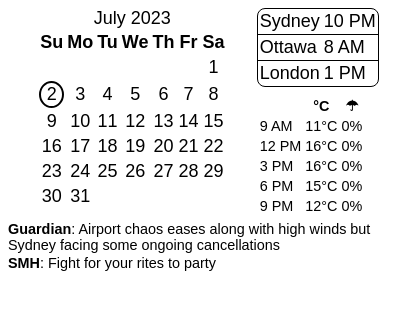 July 2023
Su Mo Tu We Th Fr Sa
1
2 3 4 5 6 7 8
9 10 11 12 13 14 15
16 17 18 19 20 21 22
23 24 25 26 27 28 29
30 31
Sydney 10 PM
Ottawa 8 AM
London 1 PM
°C ☂
9 AM 11°C 0%
12 PM 16°C 0%
3 PM 16°C 0%
6 PM 15°C 0%
9 PM 12°C 0%
Guardian: Airport chaos eases along with high winds but
Sydney facing some ongoing cancellations
SMH: Fight for your rites to party